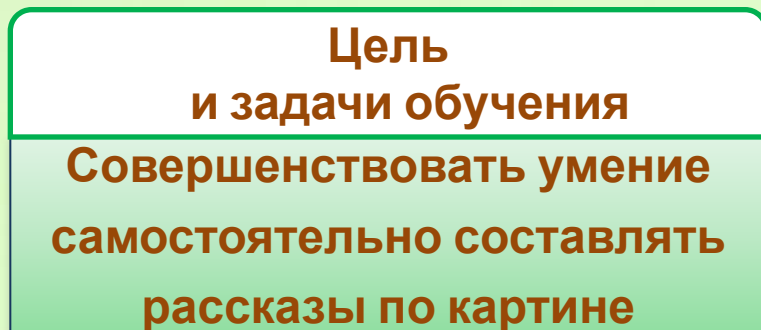 Цель
и задачи обучения
Совершенствовать умение
самостоятельно составлять
рассказы по картине